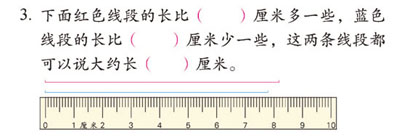 3. 下面红色线段的长比（　　）厘米多一些，蓝色
线段的长比（　　）厘米少一些，这两条线段都
可以说大约长（　　）厘米。
0 1厘米2 3 4 5 6 7 8 9 10